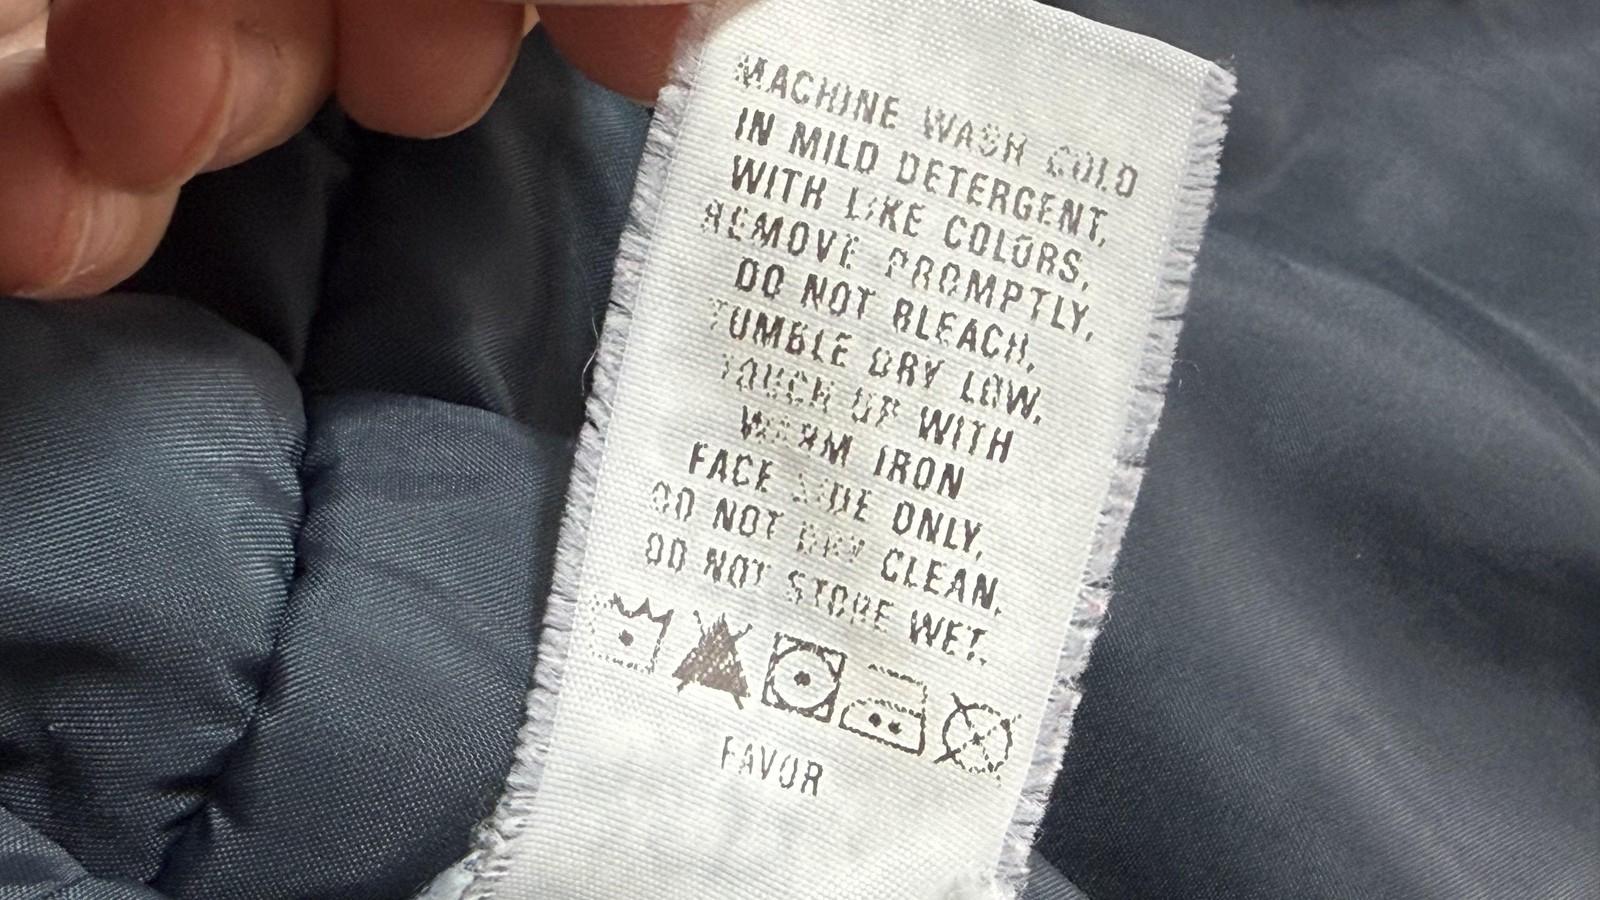 MACHINE WASH COLD
IN MILD DETERGENT,
WITH LIKE COLORS,
REMOVE PROMPTLY,
DO NOT BLEACH,
TUMBLE DRY LOW,
TOUCH UP WITH
WARM IRON
FACE SIDE ONLY,
DO NOT DRY CLEAN,
DO NOT STORE WET.
FAVOR